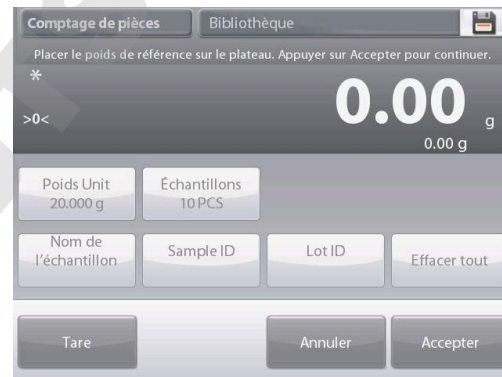 Comptage de pièces
Bibliothèque
Placer le poids de référence sur le plateau. Appuyer sur Accepter pour continuer.
*
>0<
0.00 g
0.00 g
Poids Unit
20.000 g
Échantillons
10 PCS
Nom de
l'échantillon
Sample ID
Lot ID
Effacer tout
Tare
Annuler
Accepter